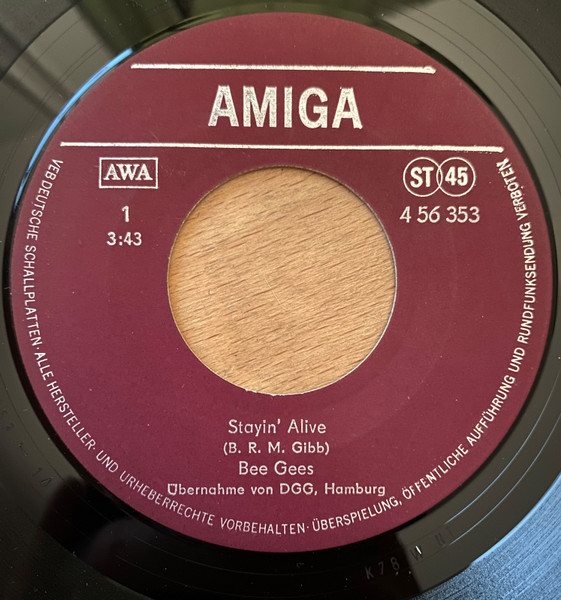 AMIGA
AWA
ST 45
1
4 56 353
3:43
Stayin' Alive
(B. R. M. Gibb)
Bee Gees
Übernahme von DGG, Hamburg
VEB DEUTSCHE SCHALLPLATTEN · ALLE HERSTELLER- UND URHEBERRECHTE VORBEHALTEN · ÜBERSPIELUNG, ÖFFENTLICHE AUFFÜHRUNG UND RUNDFUNKSENDUNG VERBOTEN